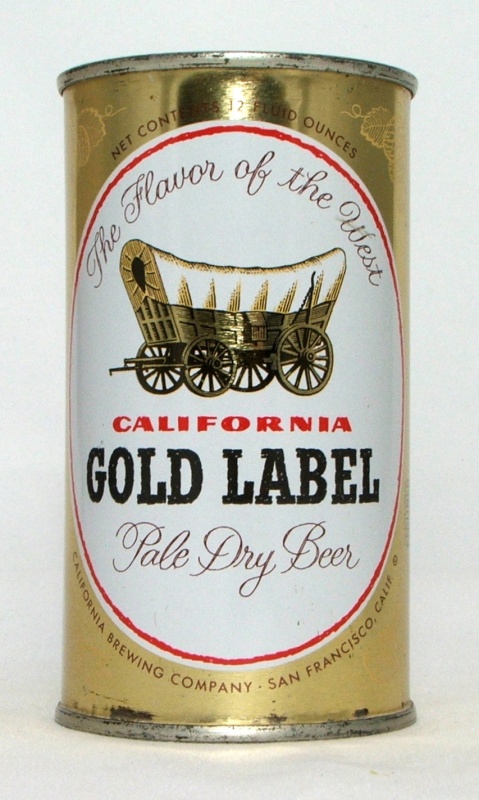 NET CONTENTS 12 FLUID OUNCES
The Flavor of the West
CALIFORNIA
GOLD LABEL
Pale Dry Beer
CALIFORNIA BREWING COMPANY · SAN FRANCISCO, CALIF. ©